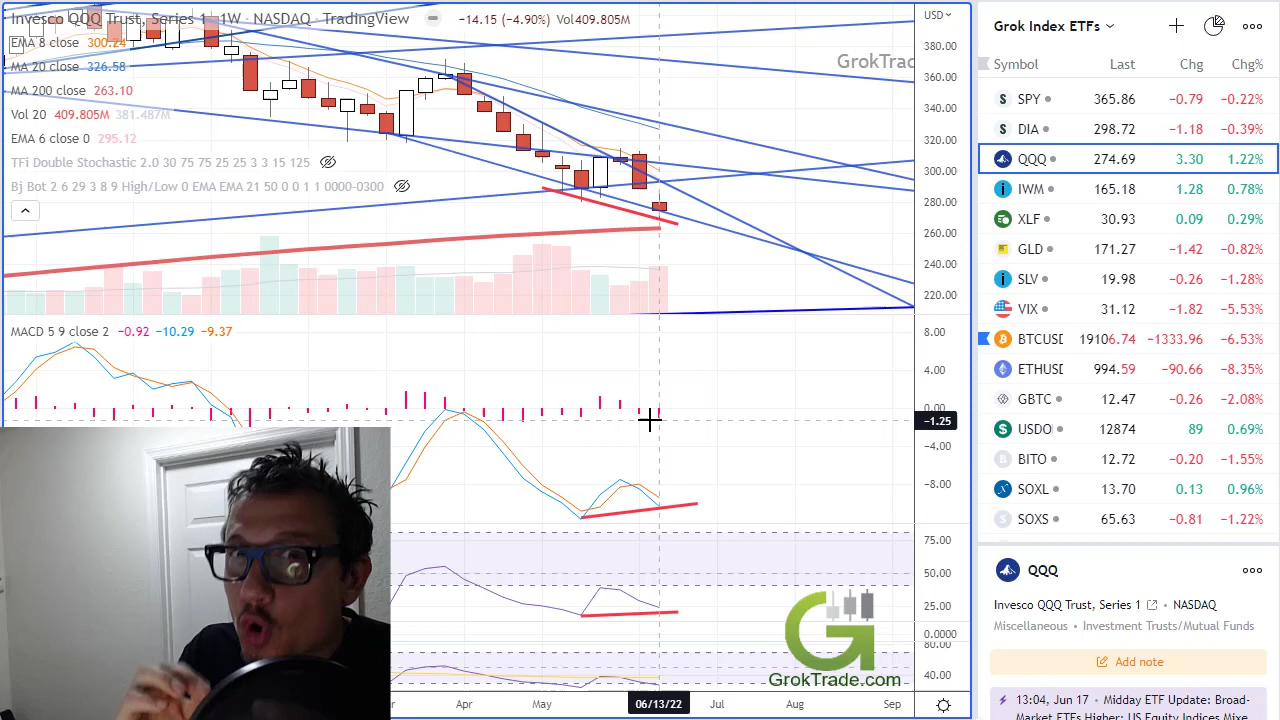 Invesco QQQ Trust, Series 1 · 1W · NASDAQ · TradingView −14.15 (−4.90%) Vol409.805M
EMA 8 close 300.24
MA 20 close 326.58
MA 200 close 263.10
Vol 20 409.805M 381.487M
EMA 6 close 0 295.12
TFi Double Stochastic 2.0 30 75 75 25 25 3 3 15 125
Bj Bot 2 6 29 3 8 9 High/Low 0 EMA EMA 21 50 0 0 1 1 0000-0300
GrokTrad
USD
380.00
360.00
340.00
320.00
300.00
280.00
260.00
240.00
220.00
MACD 5 9 close 2 −0.92 −10.29 −9.37
8.00
4.00
0.00
−1.25
−4.00
−8.00
75.00
50.00
25.00
0.0000
80.00
40.00
GrokTrade.com
Apr May 06/13/22 Jul Aug Sep
Grok Index ETFs
Symbol Last Chg Chg%
S SPY 365.86 −0.79 −0.22%
S DIA 296.72 −1.18 −0.39%
QQQ 274.69 3.30 1.22%
IWM 165.18 1.28 0.78%
XLF 30.93 0.09 0.29%
GLD 171.27 −1.42 −0.82%
SLV 19.98 −0.26 −1.28%
VIX 31.12 −1.82 −5.53%
BTCUSD 19106.74 −1333.96 −6.53%
ETHUSD 994.59 −90.66 −8.35%
GBTC 12.47 −0.26 −2.08%
USDO 12874 89 0.69%
BITO 12.72 −0.20 −1.55%
SOXL 13.70 0.13 0.96%
SOXS 65.63 −0.81 −1.22%
QQQ
Invesco QQQ Trust, Series 1 • NASDAQ
Miscellaneous • Investment Trusts/Mutual Funds
Add note
13:04, Jun 17 • Midday ETF Update: Broad-
Market ETFs Higher; US Equity Indices Mixe